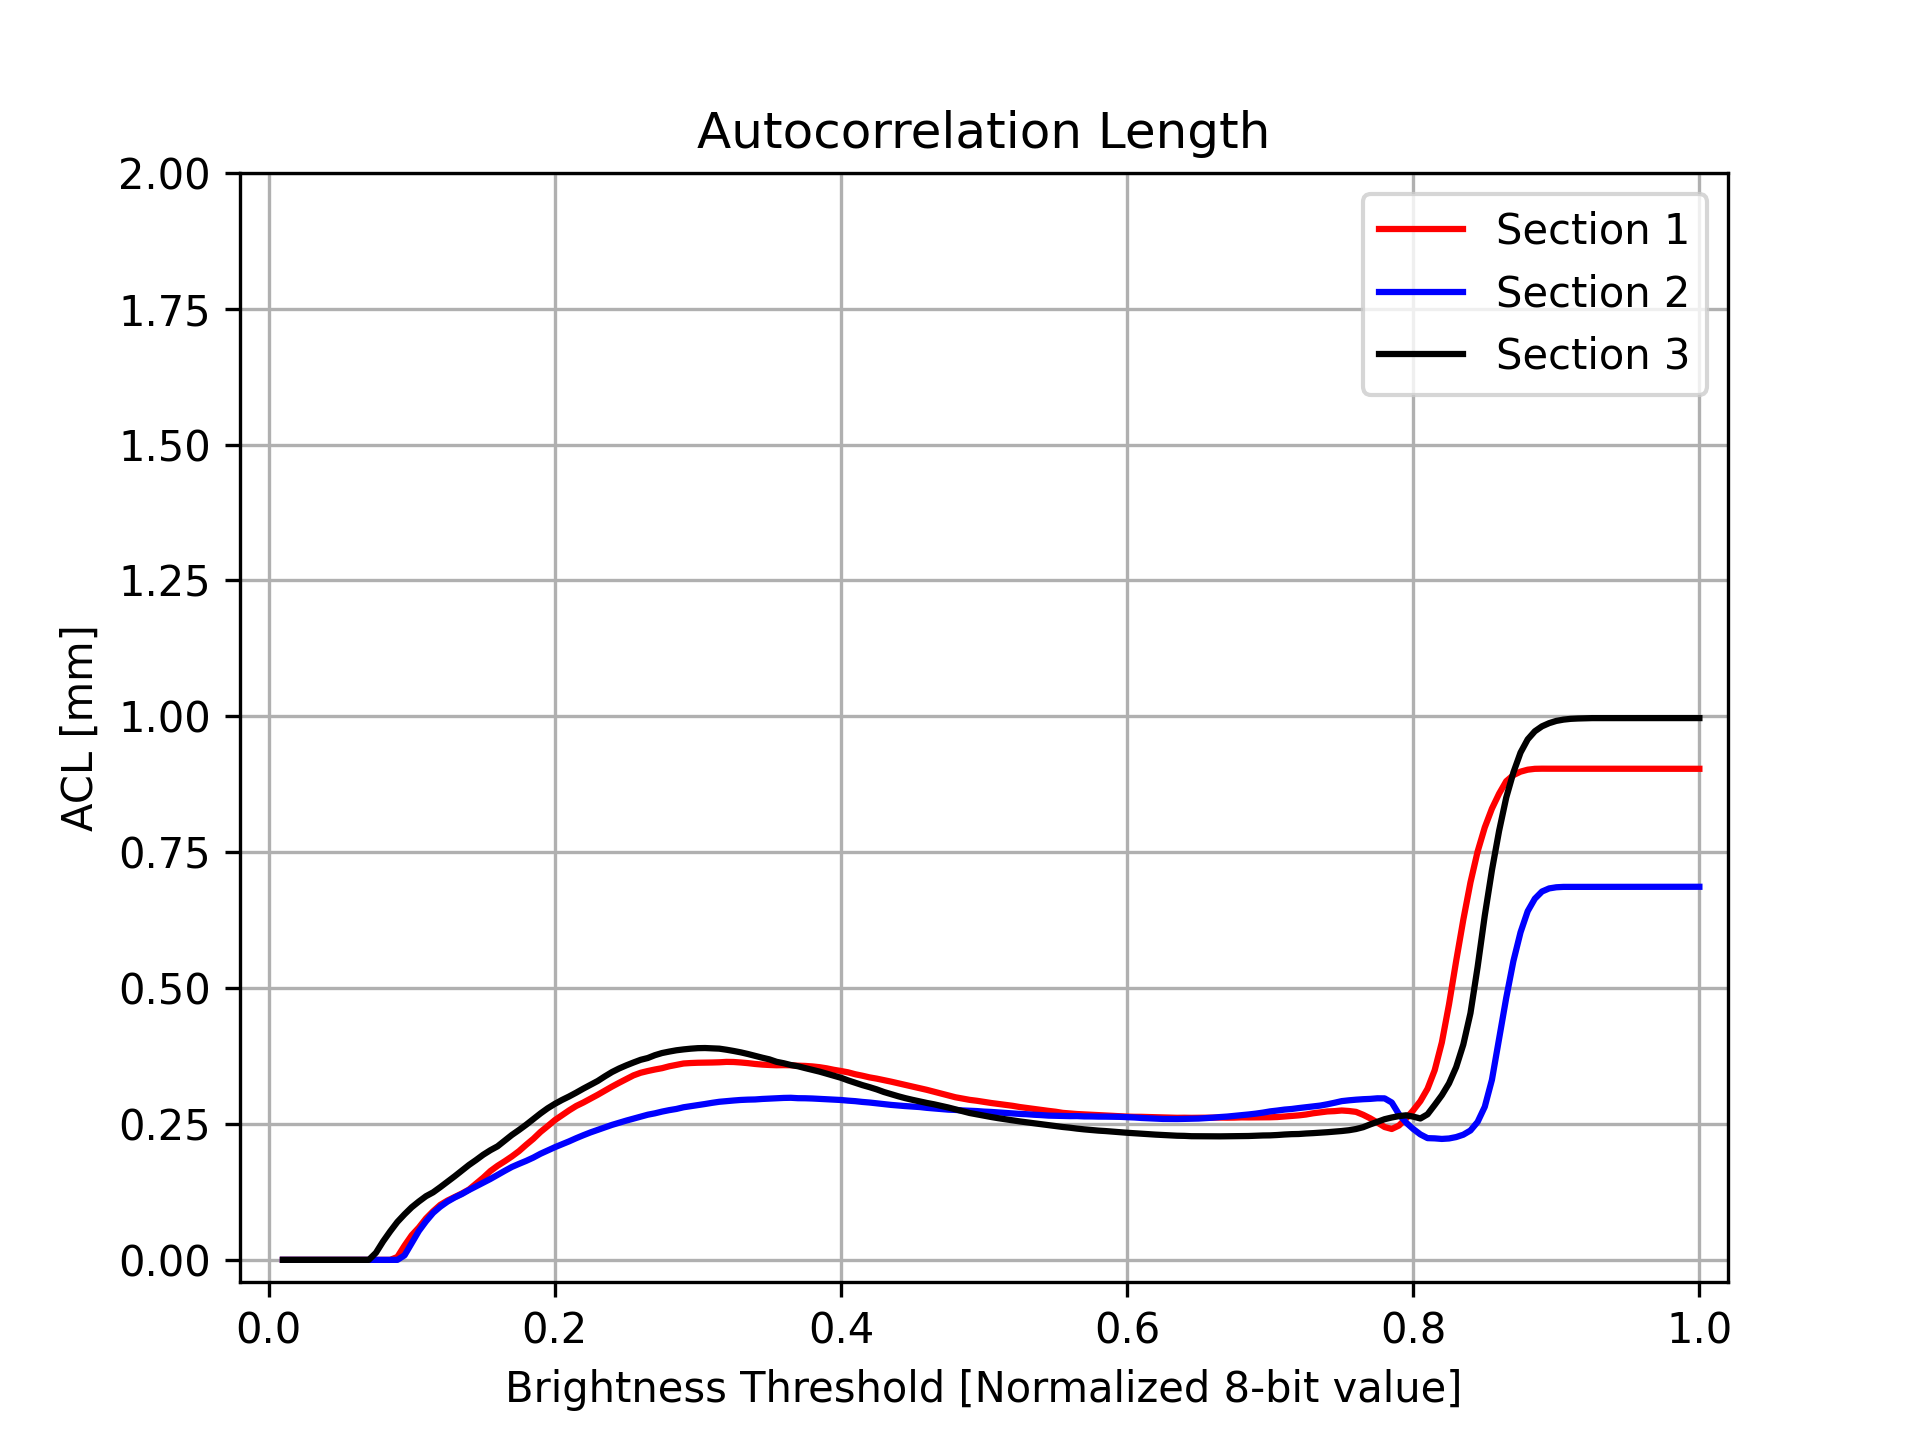 Autocorrelation Length
2.00
1.75
1.50
1.25
1.00
0.75
0.50
0.25
0.00
ACL [mm]
Section 1
Section 2
Section 3
0.0 0.2 0.4 0.6 0.8 1.0
Brightness Threshold [Normalized 8-bit value]